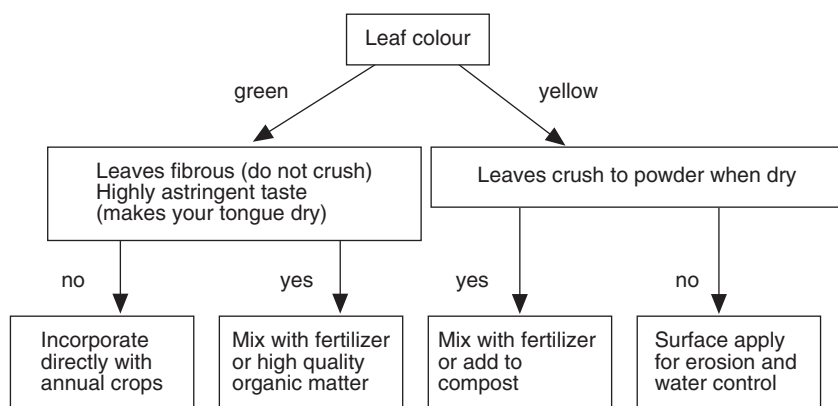 Leaf colour
green
yellow
Leaves fibrous (do not crush)
Highly astringent taste
(makes your tongue dry)
Leaves crush to powder when dry
no
yes
yes
no
Incorporate
directly with
annual crops
Mix with fertilizer
or high quality
organic matter
Mix with fertilizer
or add to
compost
Surface apply
for erosion and
water control